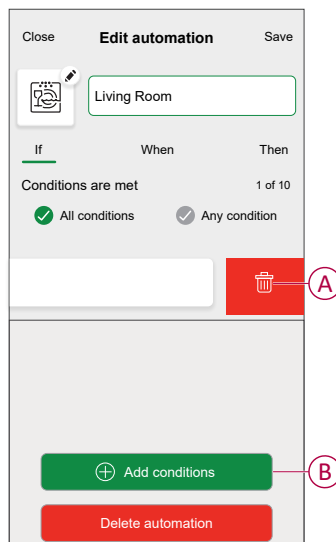 Close Edit automation Save
Living Room
If When Then
Conditions are met 1 of 10
All conditions Any condition
A
Add conditions B
Delete automation